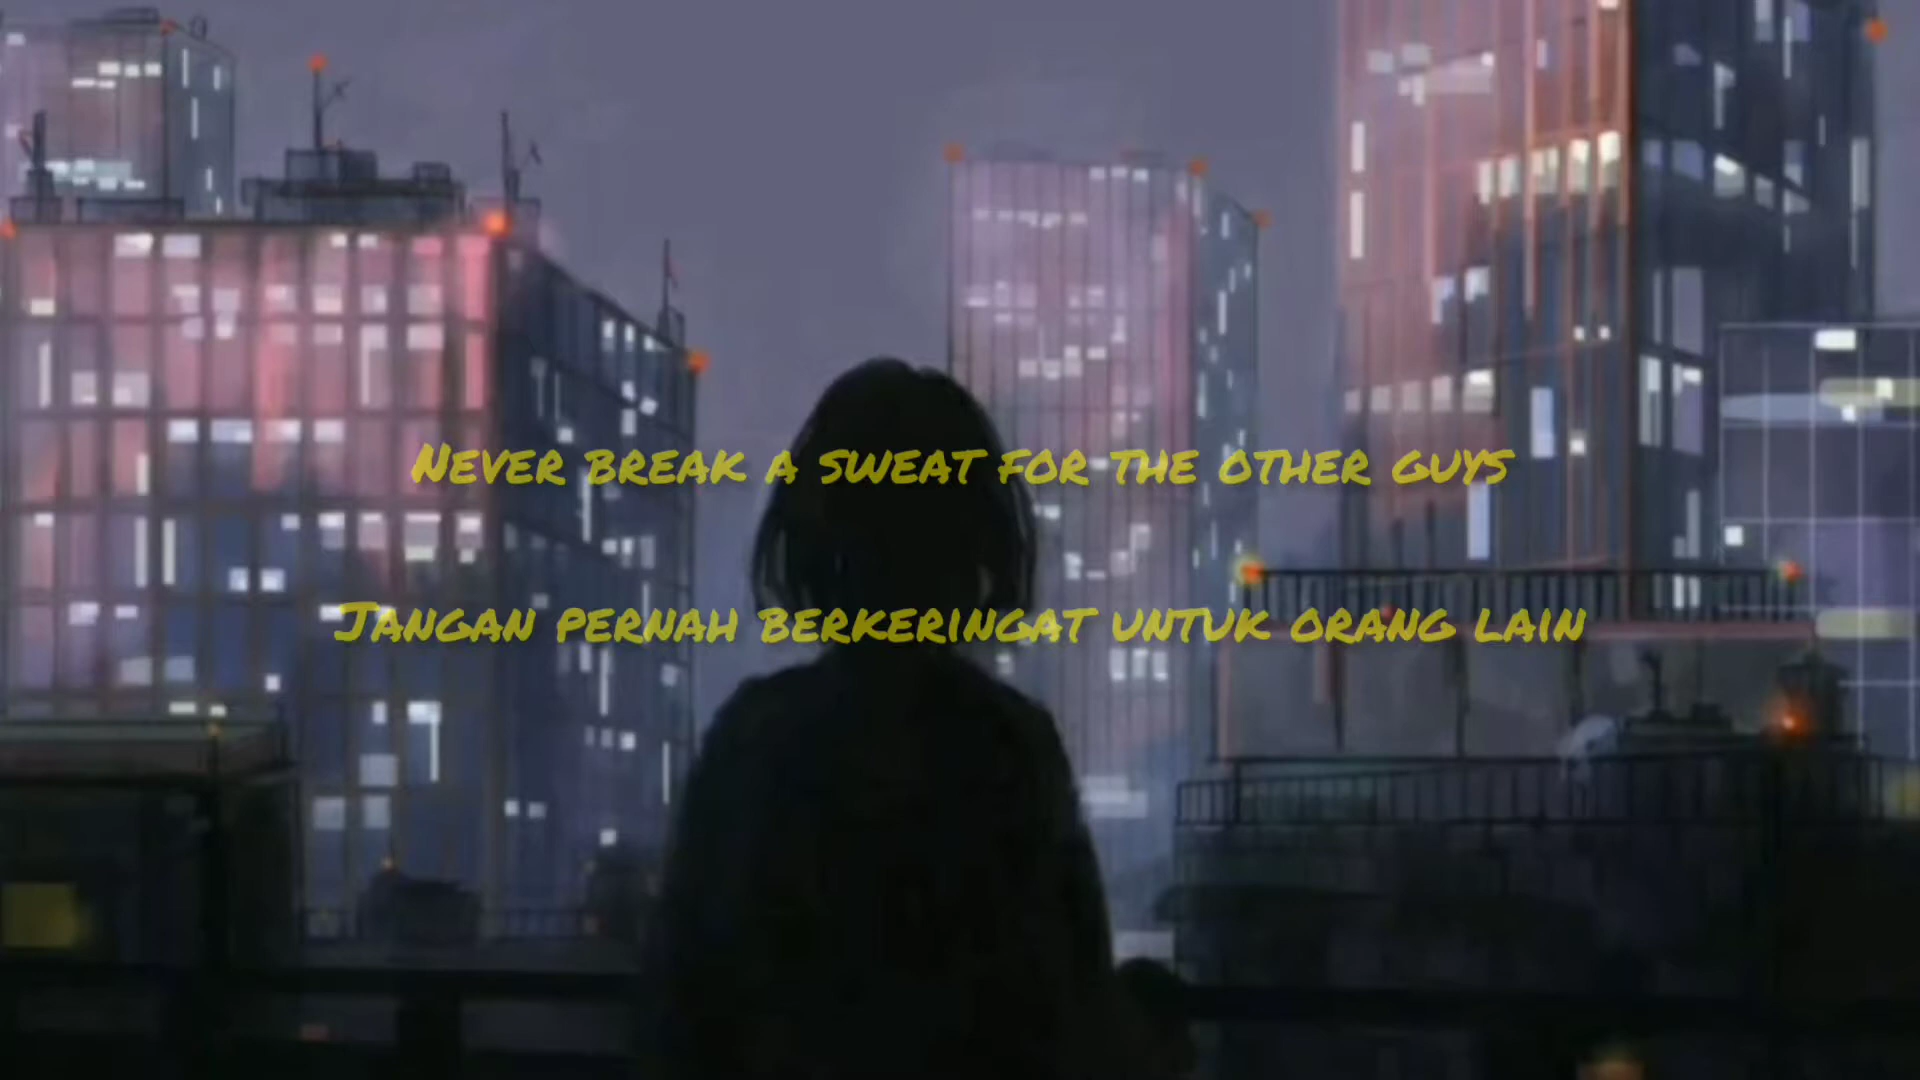 Never break a sweat for the other guys
Jangan pernah berkeringat untuk orang lain